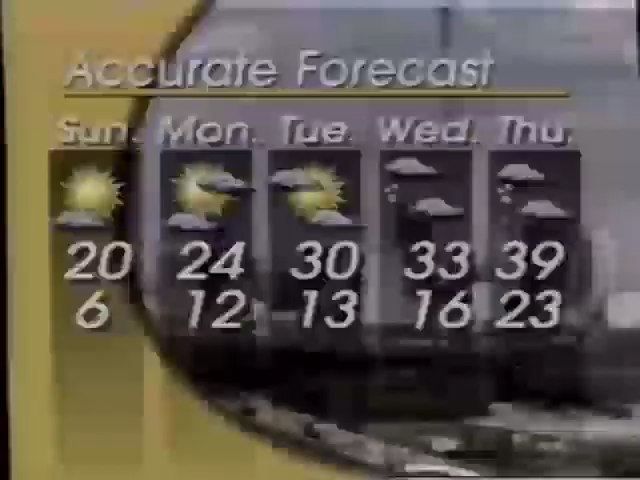 Accurate Forecast
Sun. Mon. Tue. Wed. Thu.
20 24 30 33 39
6 12 13 16 23